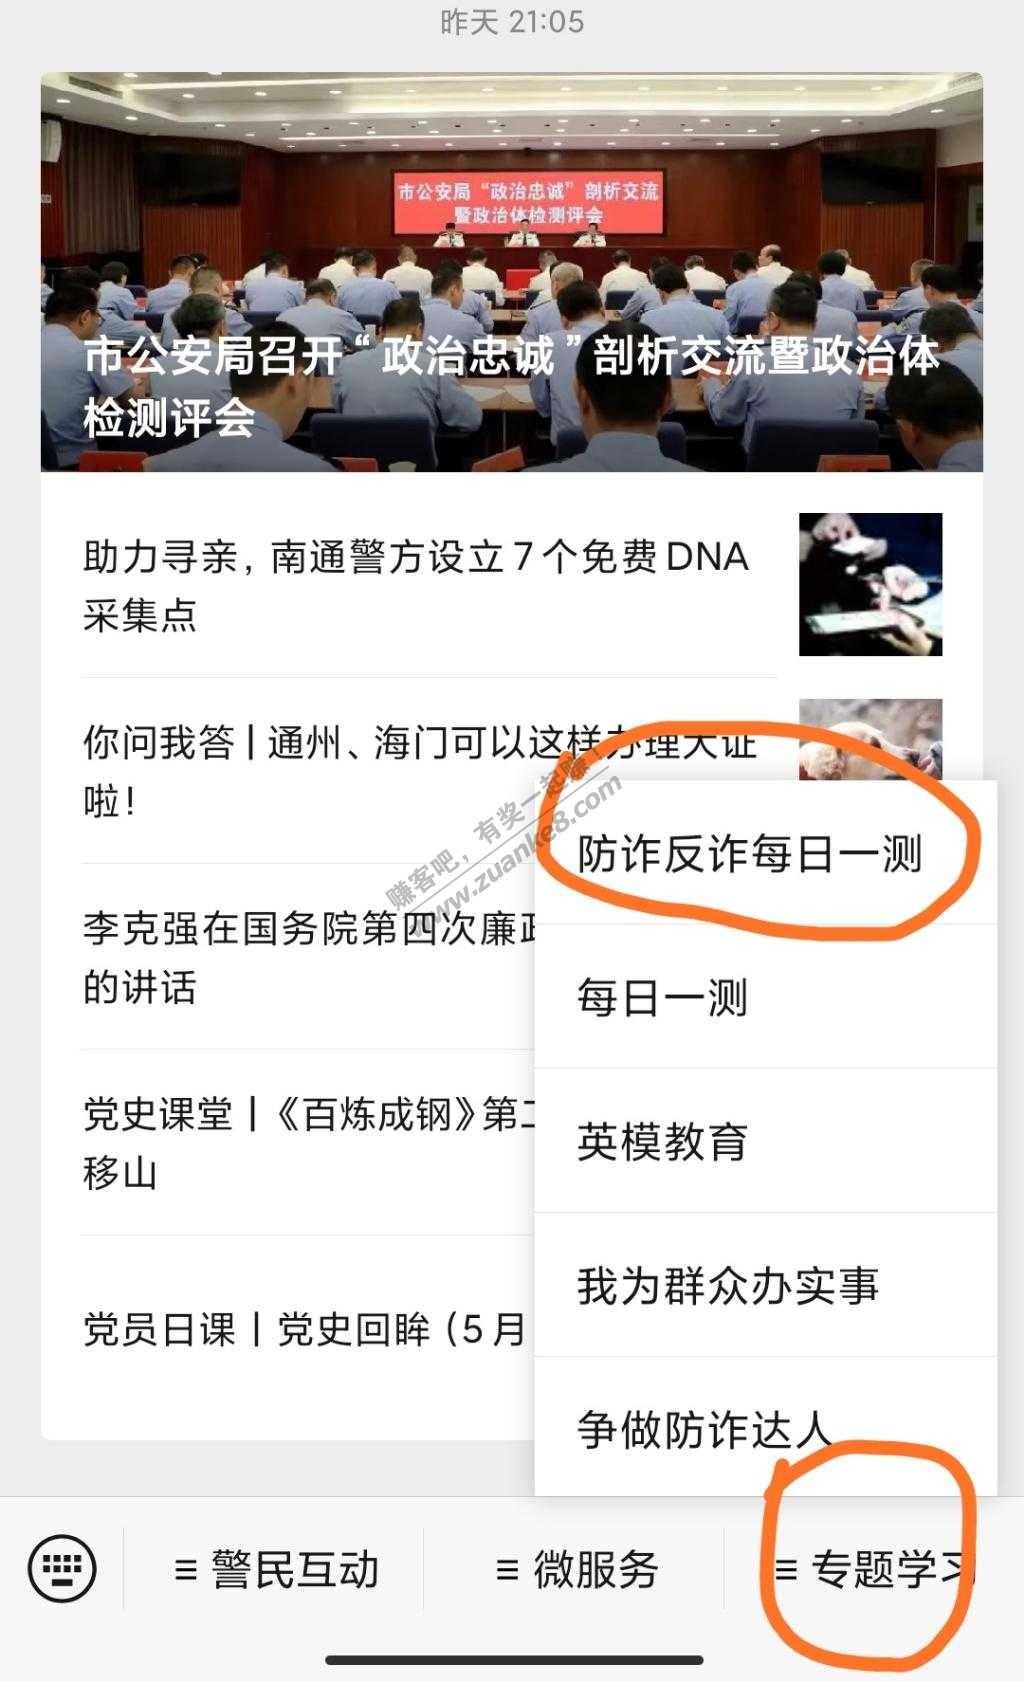 昨天 21:05
市公安局“政治忠诚”剖析交流
暨政治体检测评会
市公安局召开“政治忠诚”剖析交流暨政治体
检测评会
助力寻亲，南通警方设立7个免费DNA
采集点
你问我答 | 通州、海门可以这样办理犬证
啦！
赚客吧，有奖一起赚！
www.zuanke8.com
防诈反诈每日一测
李克强在国务院第四次廉政
的讲话
每日一测
党史课堂 |《百炼成钢》第二
移山
英模教育
我为群众办实事
党员日课 | 党史回眸（5月
争做防诈达人
警民互动
微服务
专题学习